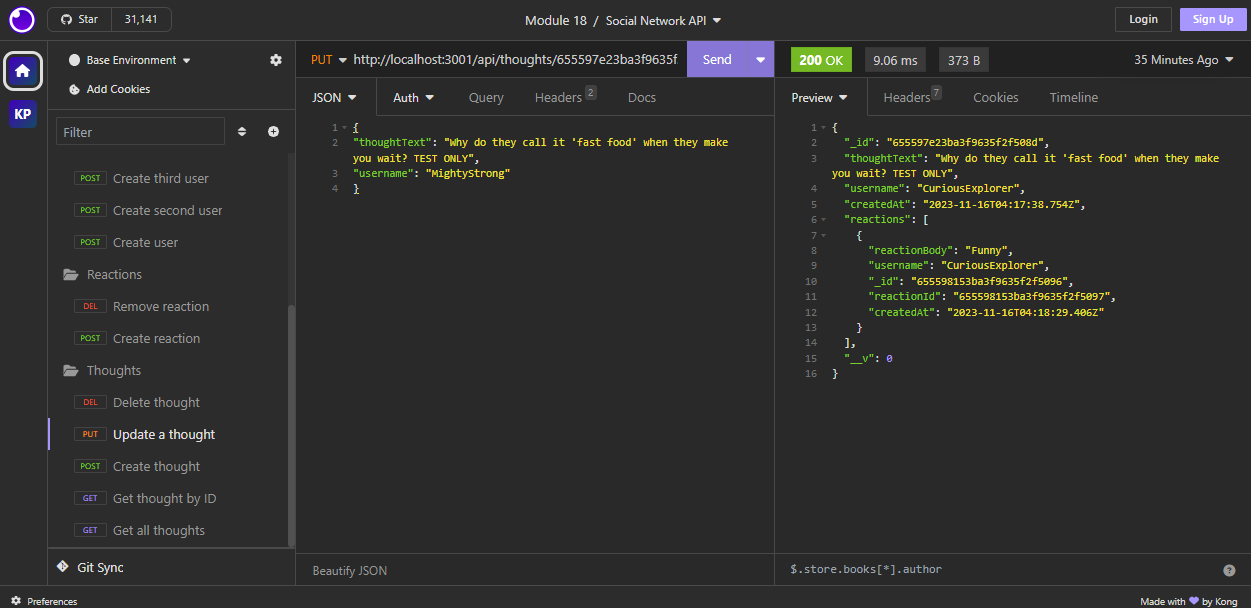 Star 31,141
Module 18 / Social Network API
Login
Sign Up
KP
Base Environment
Add Cookies
Filter
POST Create third user
POST Create second user
POST Create user
Reactions
DEL Remove reaction
POST Create reaction
Thoughts
DEL Delete thought
PUT Update a thought
POST Create thought
GET Get thought by ID
GET Get all thoughts
Git Sync
PUT http://localhost:3001/api/thoughts/655597e23ba3f9635f
Send
JSON Auth Query Headers 2 Docs
1 {
2 "thoughtText": "Why do they call it 'fast food' when they make
you wait? TEST ONLY",
3 "username": "MightyStrong"
4 }
Beautify JSON
200 OK 9.06 ms 373 B 35 Minutes Ago
Preview Headers 7 Cookies Timeline
1 {
2 "_id": "655597e23ba3f9635f2f508d",
3 "thoughtText": "Why do they call it 'fast food' when they make
you wait? TEST ONLY",
4 "username": "CuriousExplorer",
5 "createdAt": "2023-11-16T04:17:38.754Z",
6 "reactions": [
7 {
8 "reactionBody": "Funny",
9 "username": "CuriousExplorer",
10 "_id": "655598153ba3f9635f2f5096",
11 "reactionId": "655598153ba3f9635f2f5097",
12 "createdAt": "2023-11-16T04:18:29.406Z"
13 }
14 ],
15 "__v": 0
16 }
$.store.books[*].author
?
Preferences
Made with by Kong